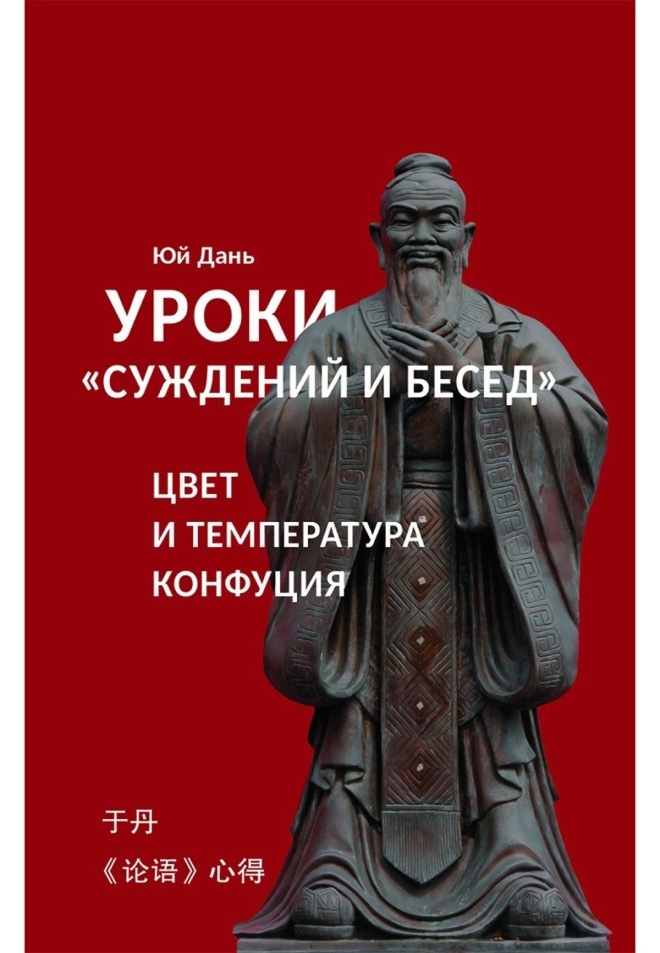 Юй Дань
УРОКИ
«СУЖДЕНИЙ И БЕСЕД»
ЦВЕТ
И ТЕМПЕРАТУРА
КОНФУЦИЯ
于丹
《论语》心得